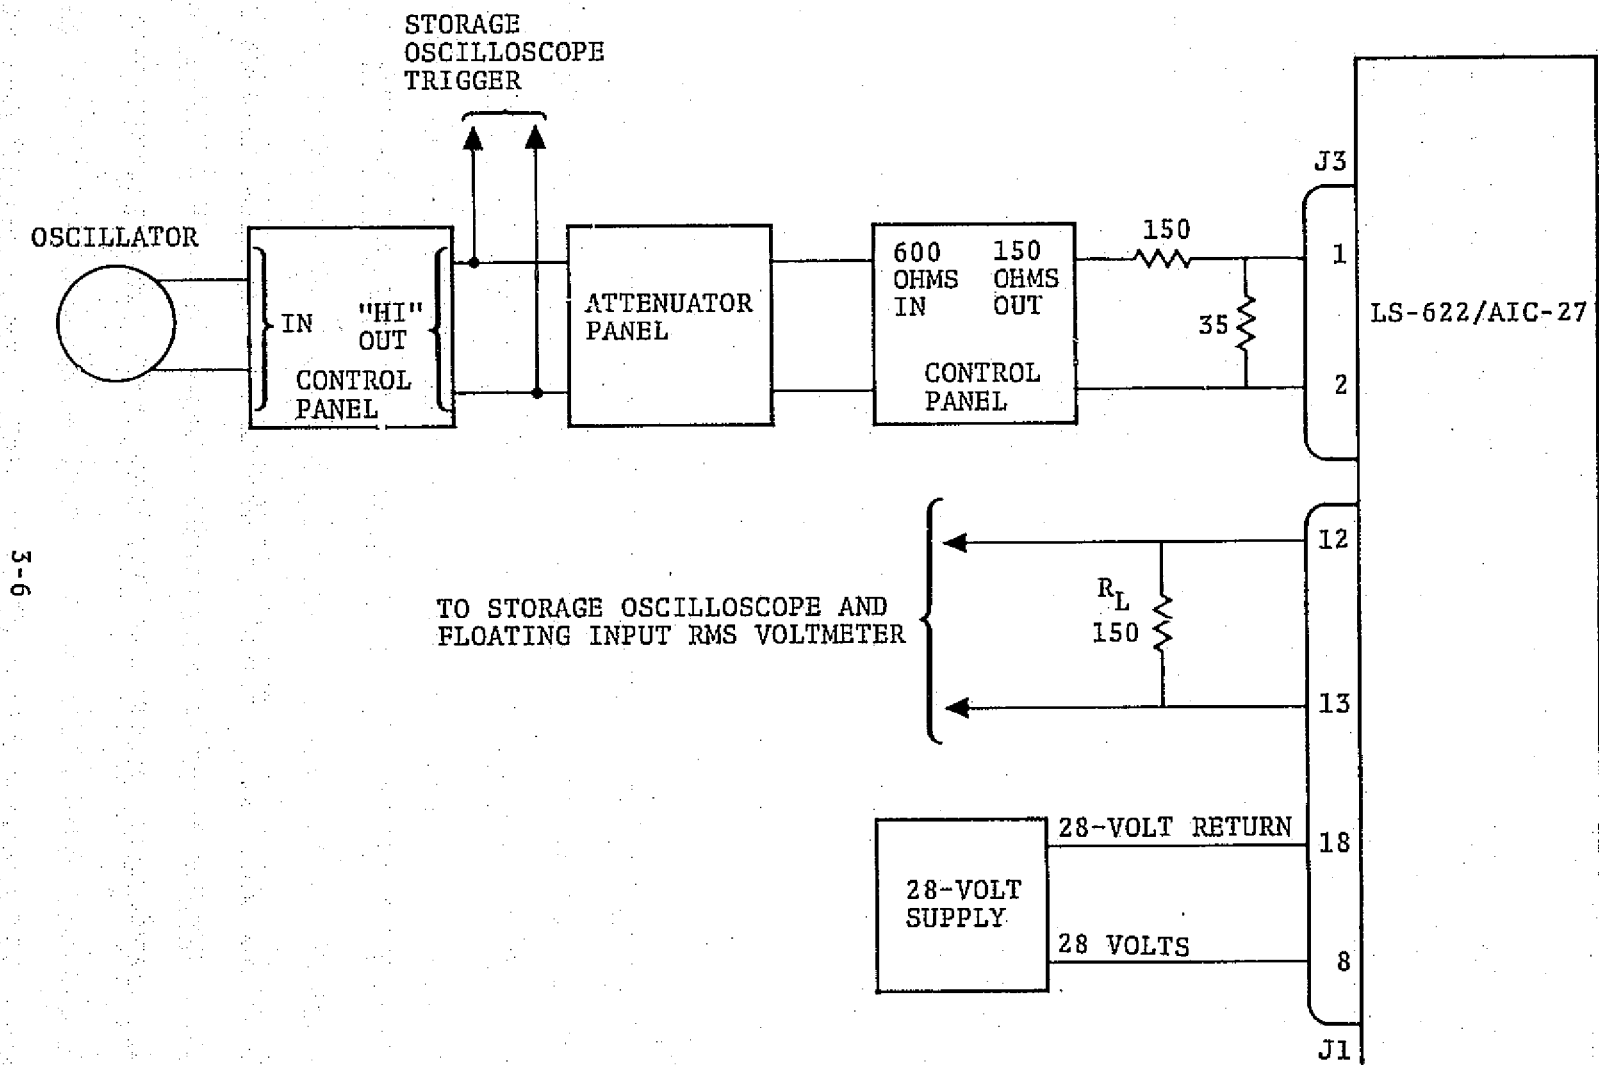 STORAGE
OSCILLOSCOPE
TRIGGER
J3
OSCILLATOR
IN
"HI"
OUT
CONTROL
PANEL
ATTENUATOR
PANEL
600
OHMS
IN
150
OHMS
OUT
CONTROL
PANEL
150
35
1
2
LS-622/AIC-27
3-6
TO STORAGE OSCILLOSCOPE AND
FLOATING INPUT RMS VOLTMETER
RL
150
12
13
28-VOLT
SUPPLY
28-VOLT RETURN
28 VOLTS
18
8
J1